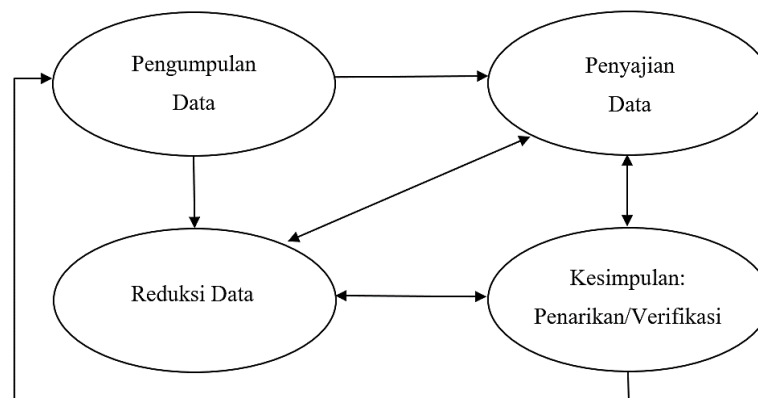 Pengumpulan
Data
Penyajian
Data
Reduksi Data
Kesimpulan:
Penarikan/Verifikasi